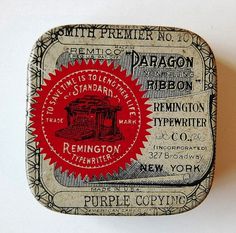 SMITH PREMIER NO. 10
REMTICO
"PARAGON
RIBBON"
REMINGTON
TYPEWRITER
CO.
(INCORPORATED)
327 Broadway
NEW YORK
TO SAVE TIME IS TO LENGTHEN LIFE
"STANDARD"
TRADE MARK
REMINGTON
TYPEWRITER
MADE IN U.S.A.
PURPLE COPYING